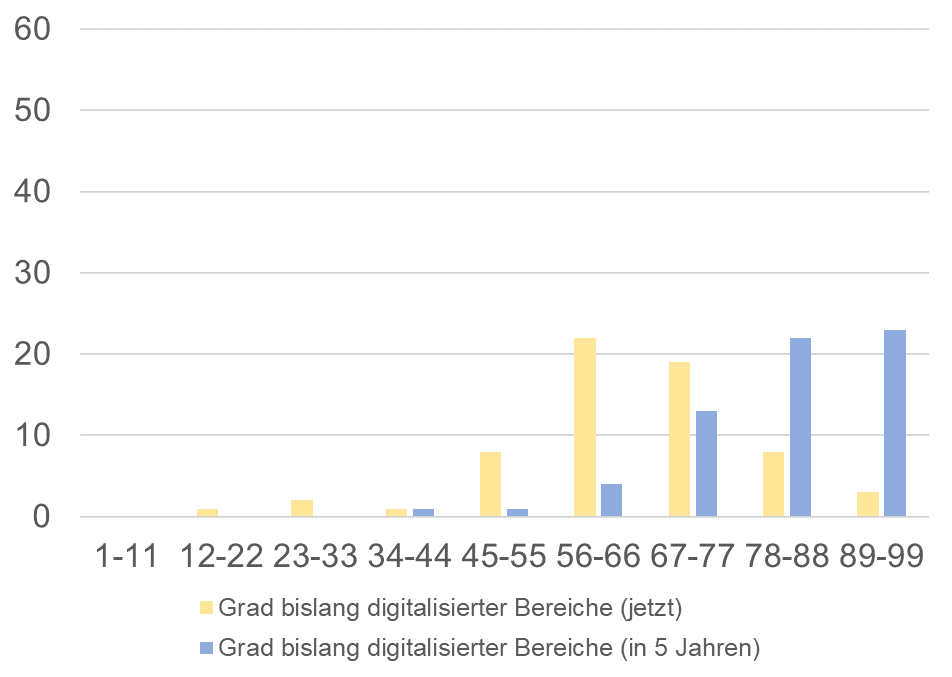 60
50
40
30
20
10
0
1-11 12-22 23-33 34-44 45-55 56-66 67-77 78-88 89-99
Grad bislang digitalisierter Bereiche (jetzt)
Grad bislang digitalisierter Bereiche (in 5 Jahren)